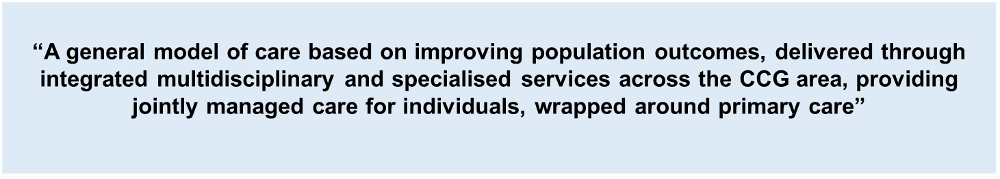 “A general model of care based on improving population outcomes, delivered through
integrated multidisciplinary and specialised services across the CCG area, providing
jointly managed care for individuals, wrapped around primary care”